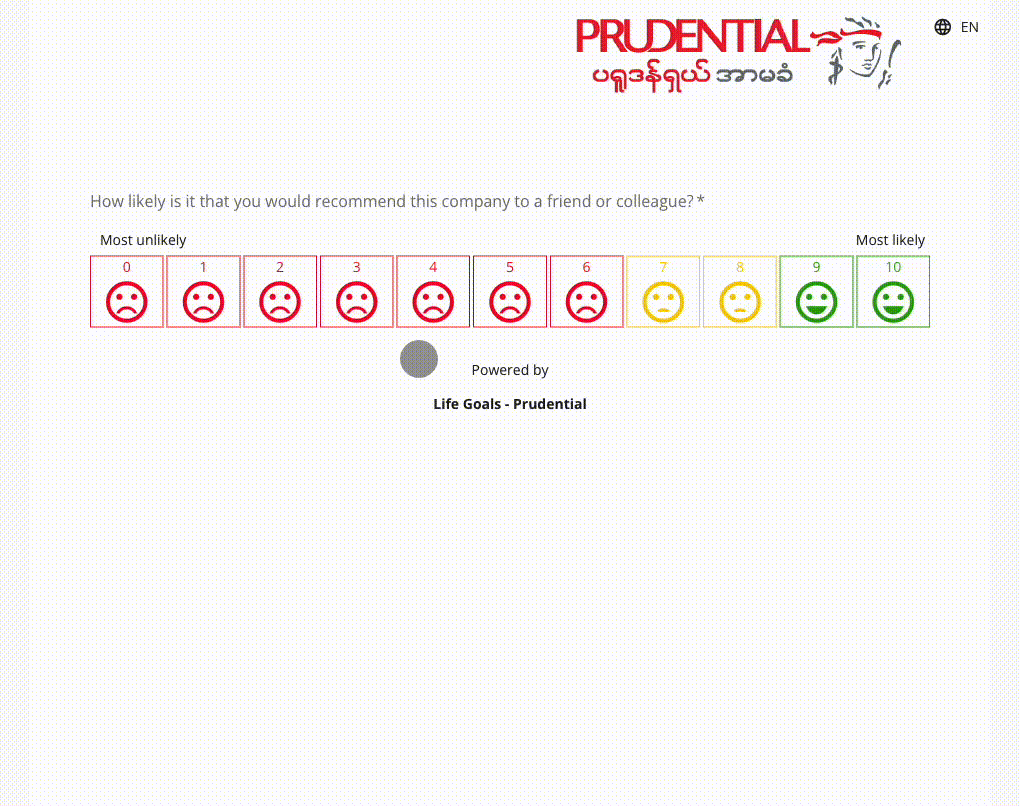 PRUDENTIAL
ပရူဒန်ရှယ် အာမခံ
EN
How likely is it that you would recommend this company to a friend or colleague? *
Most unlikely Most likely
0 1 2 3 4 5 6 7 8 9 10
Powered by
Life Goals - Prudential